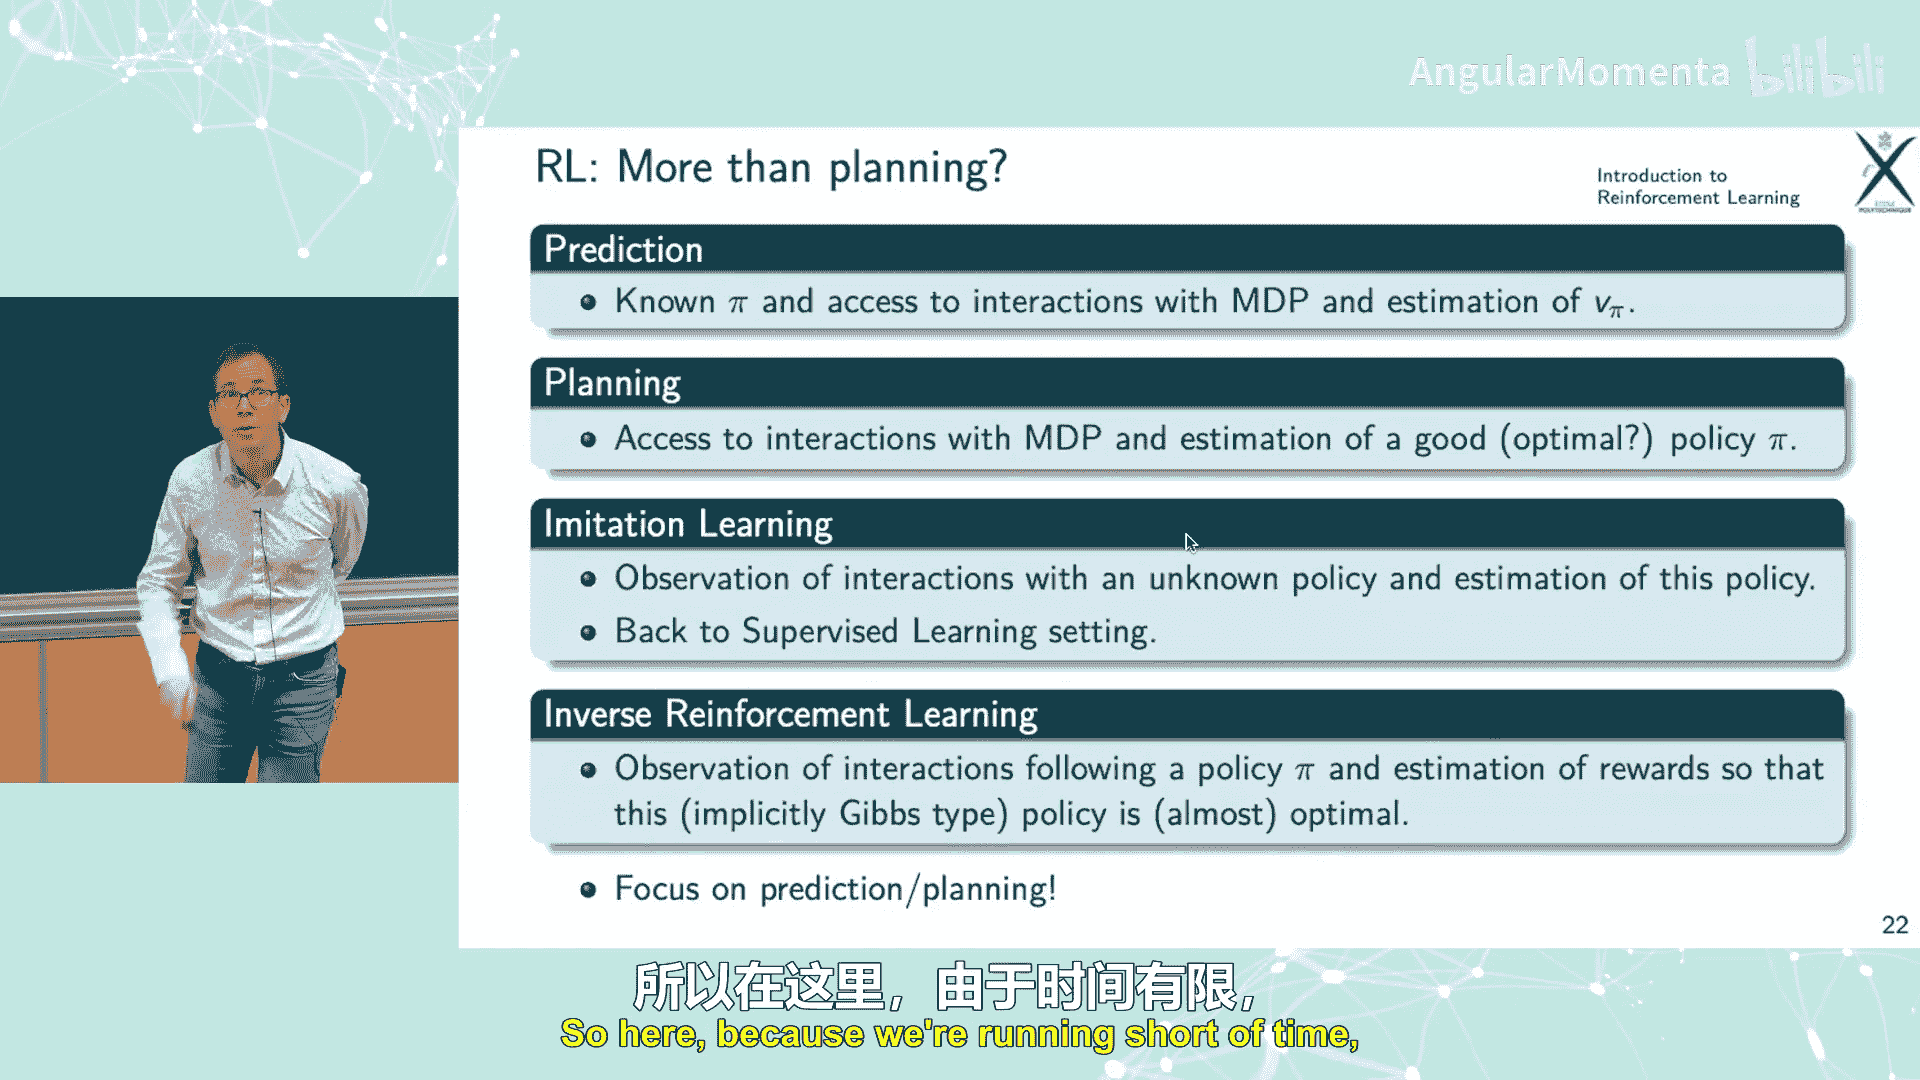 AngularMomenta bilibili
RL: More than planning?
Introduction to
Reinforcement Learning
ÉCOLE
POLYTECHNIQUE
Prediction
Known π and access to interactions with MDP and estimation of vπ.
Planning
Access to interactions with MDP and estimation of a good (optimal?) policy π.
Imitation Learning
Observation of interactions with an unknown policy and estimation of this policy.
Back to Supervised Learning setting.
Inverse Reinforcement Learning
Observation of interactions following a policy π and estimation of rewards so that
this (implicitly Gibbs type) policy is (almost) optimal.
Focus on prediction/planning!
22
所以在这里，由于时间有限，
So here, because we're running short of time,